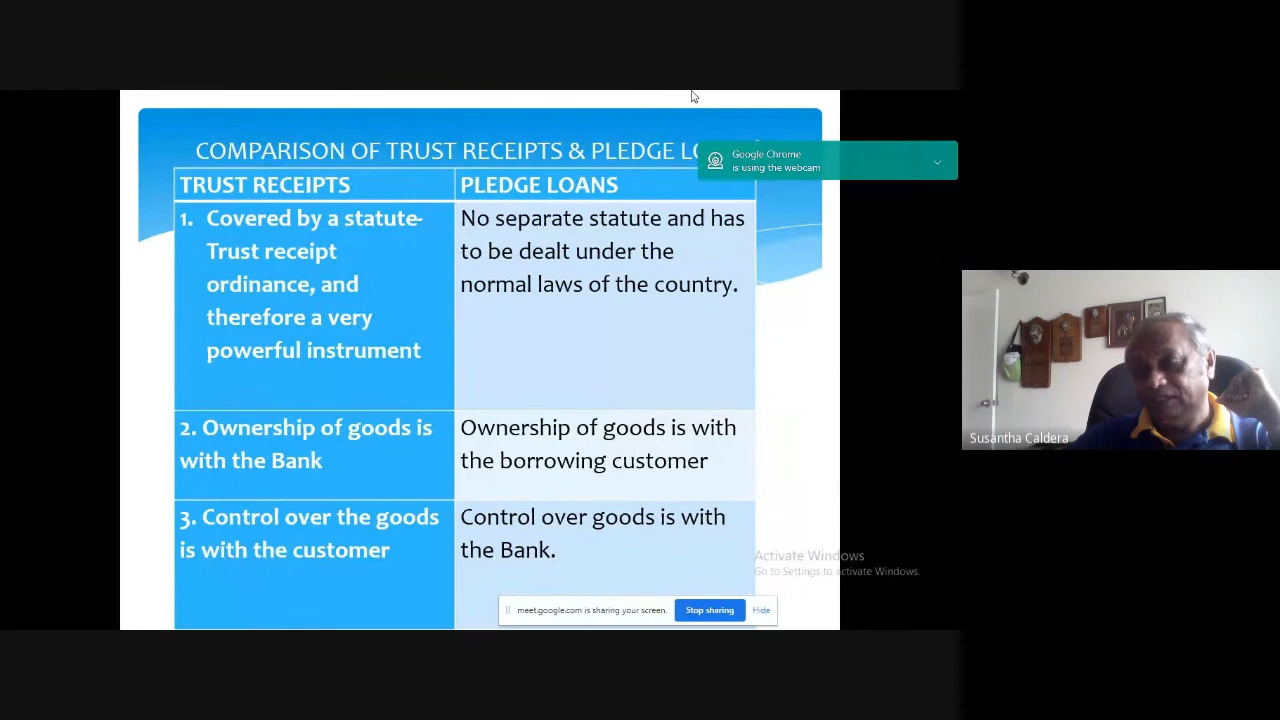 COMPARISON OF TRUST RECEIPTS & PLEDGE
Google Chrome
is using the webcam
TRUST RECEIPTS
PLEDGE LOANS
1. Covered by a statute-
Trust receipt
ordinance, and
therefore a very
powerful instrument
No separate statute and has
to be dealt under the
normal laws of the country.
2. Ownership of goods is
with the Bank
Ownership of goods is with
the borrowing customer
3. Control over the goods
is with the customer
Control over goods is with
the Bank.
Activate Windows
Go to Settings to activate Windows.
meet.google.com is sharing your screen.
Stop sharing
Hide
Susantha Caldera